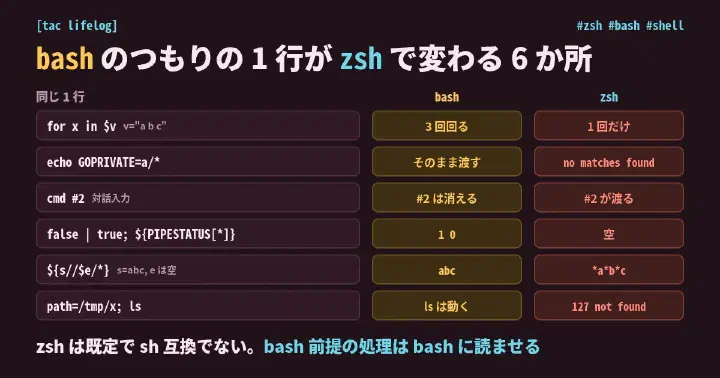 [tac lifelog] #zsh #bash #shell
bash のつもりの 1 行が zsh で変わる 6 か所
同じ 1 行 bash zsh
for x in $v v="a b c" 3 回回る 1 回だけ
echo GOPRIVATE=a/* そのまま渡す no matches found
cmd #2 対話入力 #2 は消える #2 が渡る
false | true; ${PIPESTATUS[*]} 1 0 空
${s//$e/*} s=abc, e は空 abc *a*b*c
path=/tmp/x; ls ls は動く 127 not found
zsh は既定で sh 互換でない。bash 前提の処理は bash に読ませる